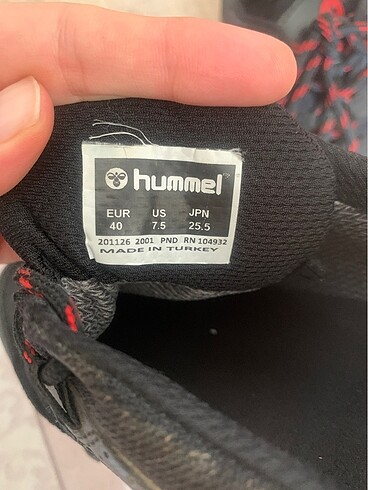 hummel
EUR US JPN
40 7.5 25.5
201126 2001 PND RN 104932
MADE IN TURKEY